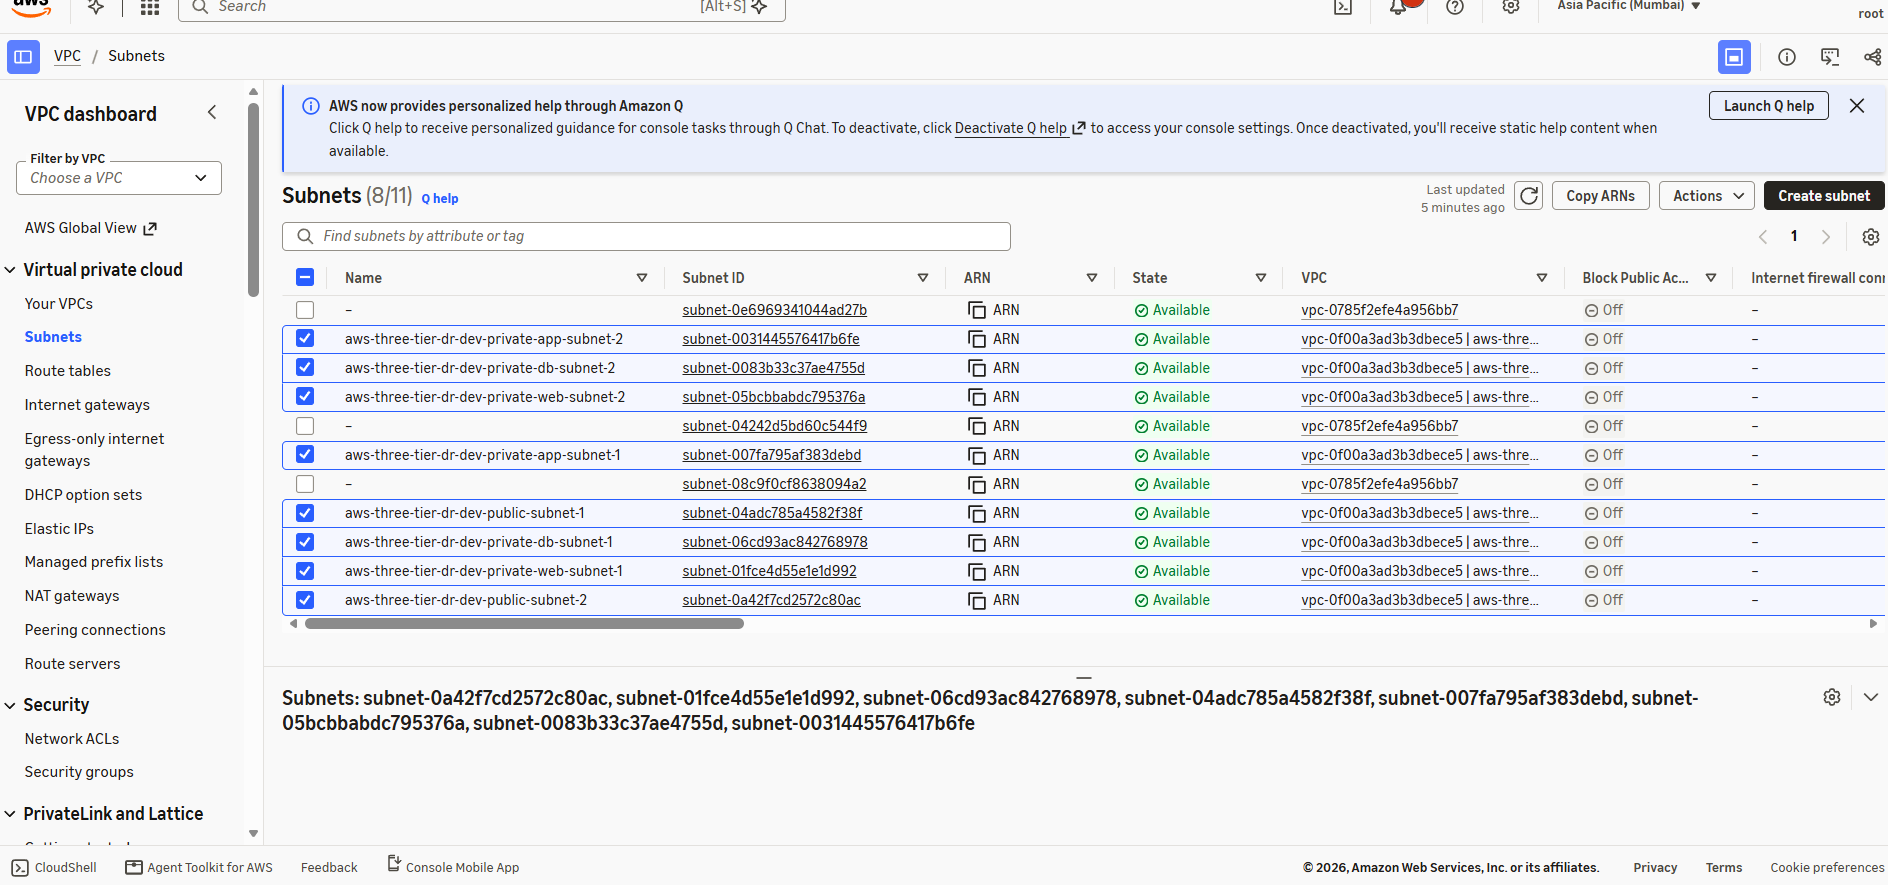 aws
Search
[Alt+S]
Asia Pacific (Mumbai)
root
VPC / Subnets
VPC dashboard
Filter by VPC
Choose a VPC
AWS Global View
Virtual private cloud
Your VPCs
Subnets
Route tables
Internet gateways
Egress-only internet
gateways
DHCP option sets
Elastic IPs
Managed prefix lists
NAT gateways
Peering connections
Route servers
Security
Network ACLs
Security groups
PrivateLink and Lattice
AWS now provides personalized help through Amazon Q
Click Q help to receive personalized guidance for console tasks through Q Chat. To deactivate, click Deactivate Q help to access your console settings. Once deactivated, you'll receive static help content when
available.
Launch Q help
Subnets (8/11) Q help
Last updated
5 minutes ago
Copy ARNs
Actions
Create subnet
Find subnets by attribute or tag
1
Name Subnet ID ARN State VPC Block Public Ac... Internet firewall con
– subnet-0e6969341044ad27b ARN Available vpc-0785f2efe4a956bb7 Off –
aws-three-tier-dr-dev-private-app-subnet-2 subnet-0031445576417b6fe ARN Available vpc-0f00a3ad3b3dbece5 | aws-thre... Off –
aws-three-tier-dr-dev-private-db-subnet-2 subnet-0083b33c37ae4755d ARN Available vpc-0f00a3ad3b3dbece5 | aws-thre... Off –
aws-three-tier-dr-dev-private-web-subnet-2 subnet-05bcbbabdc795376a ARN Available vpc-0f00a3ad3b3dbece5 | aws-thre... Off –
– subnet-04242d5bd60c544f9 ARN Available vpc-0785f2efe4a956bb7 Off –
aws-three-tier-dr-dev-private-app-subnet-1 subnet-007fa795af383debd ARN Available vpc-0f00a3ad3b3dbece5 | aws-thre... Off –
– subnet-08c9f0cf8638094a2 ARN Available vpc-0785f2efe4a956bb7 Off –
aws-three-tier-dr-dev-public-subnet-1 subnet-04adc785a4582f38f ARN Available vpc-0f00a3ad3b3dbece5 | aws-thre... Off –
aws-three-tier-dr-dev-private-db-subnet-1 subnet-06cd93ac842768978 ARN Available vpc-0f00a3ad3b3dbece5 | aws-thre... Off –
aws-three-tier-dr-dev-private-web-subnet-1 subnet-01fce4d55e1e1d992 ARN Available vpc-0f00a3ad3b3dbece5 | aws-thre... Off –
aws-three-tier-dr-dev-public-subnet-2 subnet-0a42f7cd2572c80ac ARN Available vpc-0f00a3ad3b3dbece5 | aws-thre... Off –
Subnets: subnet-0a42f7cd2572c80ac, subnet-01fce4d55e1e1d992, subnet-06cd93ac842768978, subnet-04adc785a4582f38f, subnet-007fa795af383debd, subnet-
05bcbbabdc795376a, subnet-0083b33c37ae4755d, subnet-0031445576417b6fe
CloudShell
Agent Toolkit for AWS
Feedback
Console Mobile App
© 2026, Amazon Web Services, Inc. or its affiliates.
Privacy
Terms
Cookie preferences